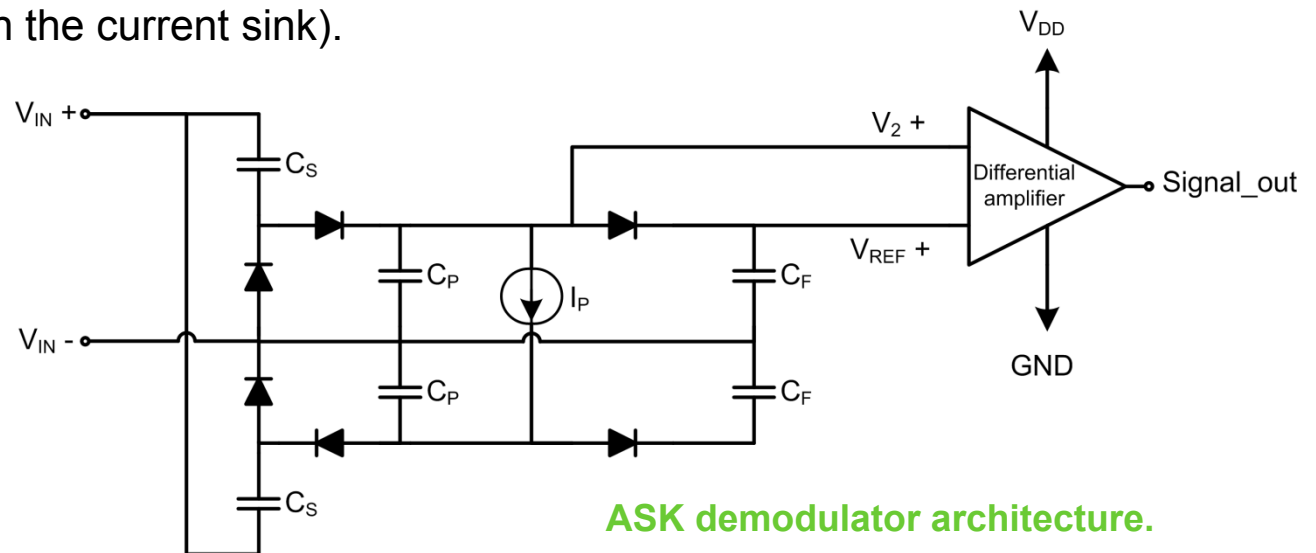 the current sink).
V_DD
V_IN +
C_S
V_2 +
Differential
amplifier
Signal_out
V_REF +
C_P
I_P
C_F
V_IN -
GND
C_P
C_F
C_S
ASK demodulator architecture.